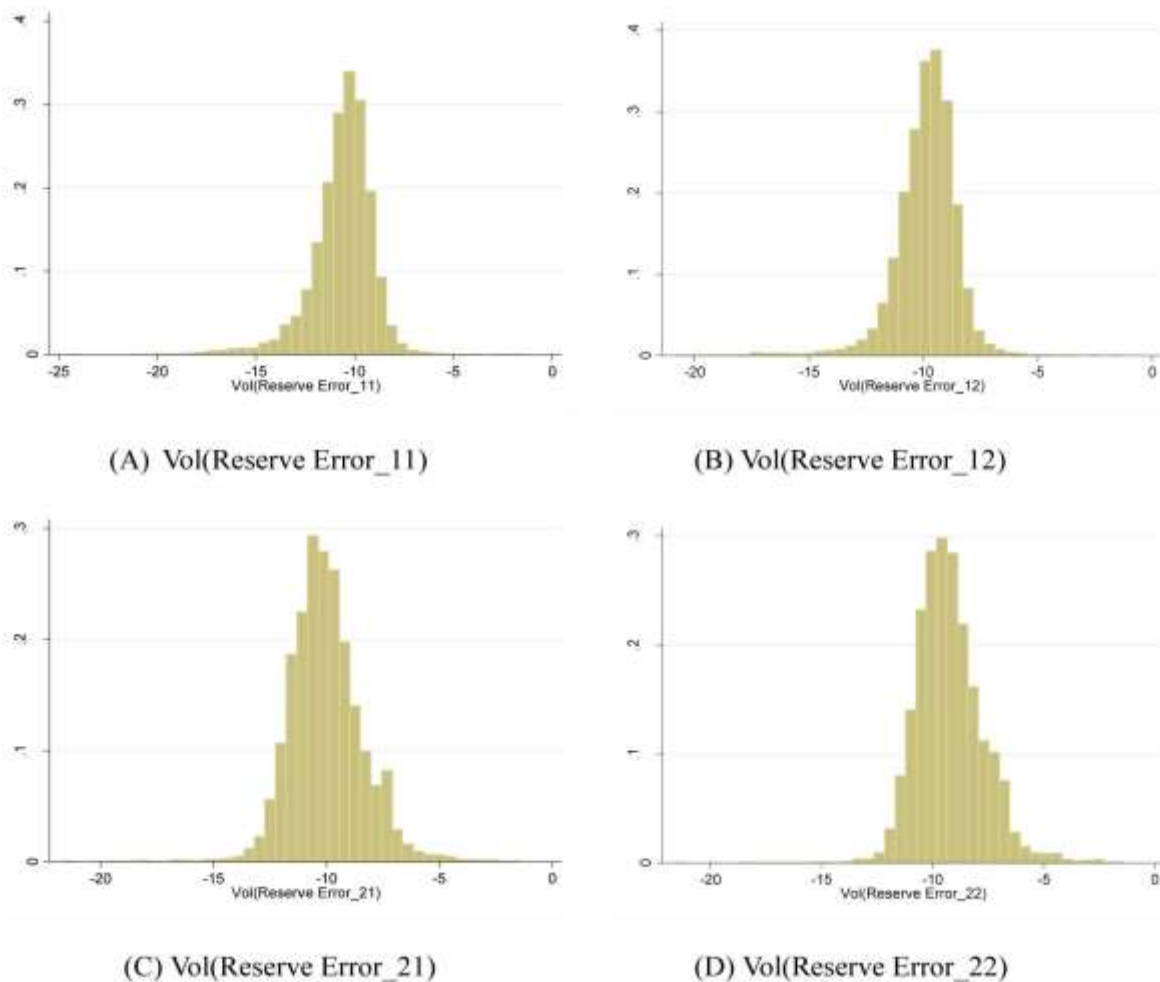 .4
.3
.2
.1
0
-25 -20 -15 -10 -5 0
Vol(Reserve Error_11)
(A) Vol(Reserve Error_11)
.4
.3
.2
.1
0
-20 -15 -10 -5 0
Vol(Reserve Error_12)
(B) Vol(Reserve Error_12)
.3
.2
.1
0
-20 -15 -10 -5 0
Vol(Reserve Error_21)
(C) Vol(Reserve Error_21)
.3
.2
.1
0
-20 -15 -10 -5 0
Vol(Reserve Error_22)
(D) Vol(Reserve Error_22)